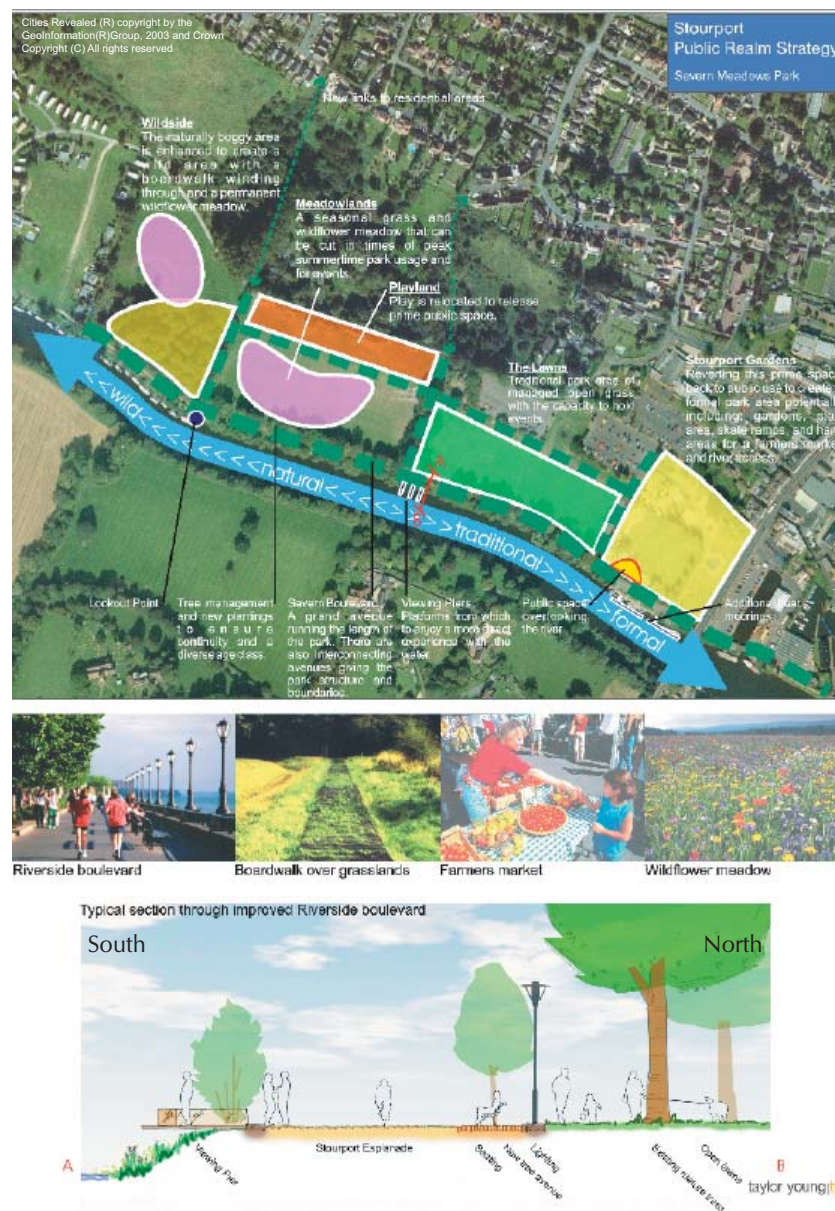 Cities Revealed (R) copyright by the
GeoInformation(R)Group, 2003 and Crown
Copyright (C) All rights reserved
Stourport
Public Realm Strategy
Severn Meadows Park
New links to residential areas
Wildside
The naturally boggy area
is enhanced to create a
wild area with a
boardwalk winding
through and a permanent
wildflower meadow.
Meadowlands
A seasonal grass and
wildflower meadow that can
be cut in times of peak
summertime park usage and
for events.
Playland
Play is relocated to release
prime public space.
The Lawns
Traditional park area of
managed open grass
with the capacity to hold
events.
Stourport Gardens
Reverting this prime space
back to public use to create
formal park area potentially
including: gardens,
area, skate ramps, and
areas for a farmers market
and river access.
<<wild<<<<<<<natural<<<<>>>traditional>>>>>formal
Lookout Point
Tree management
and new plantings
to ensure
continuity and a
diverse age class.
Severn Boulevard
A grand avenue
running the length of
the park. There are
also interconnecting
avenues giving the
park structure and
boundaries.
Viewing Piers
Platforms from which
to enjoy a more direct
experience with the
water.
Public space
overlooking
the river
Additional river
moorings
Riverside boulevard
Boardwalk over grasslands
Farmers market
Wildflower meadow
Typical section through improved Riverside boulevard
South
North
A
Viewing Pier
Stourport Esplanade
Seating
New tree avenue
Lighting
Existing mature trees
Open lawns
B
taylor young